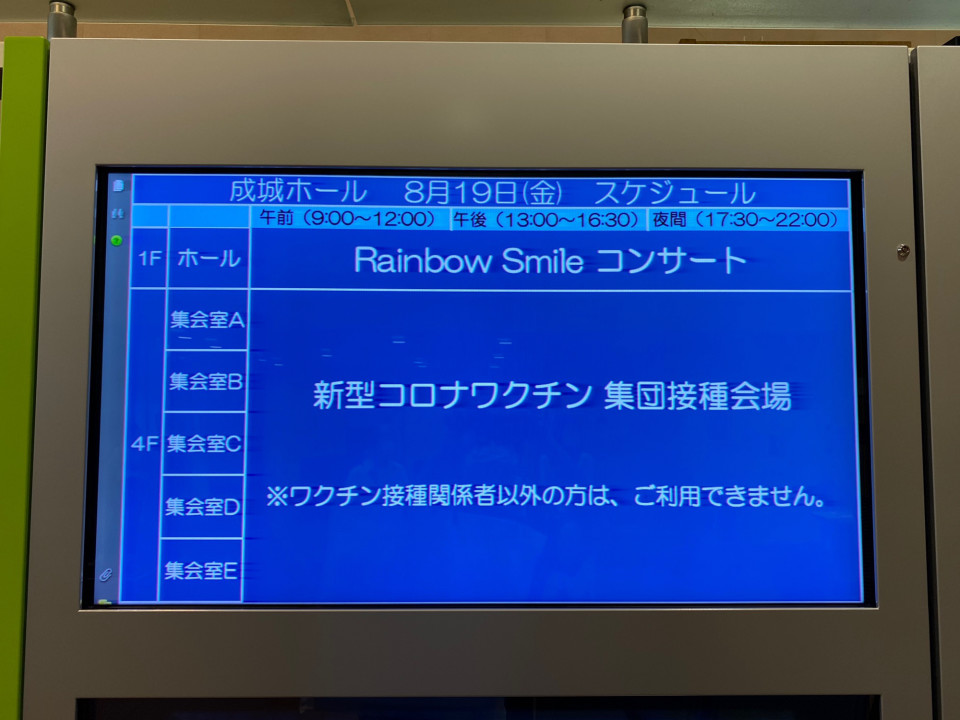 成城ホール 8月19日(金) スケジュール
午前（9:00～12:00） 午後（13:00～16:30） 夜間（17:30～22:00）
1F ホール Rainbow Smile コンサート
集会室A
集会室B
新型コロナワクチン 集団接種会場
4F 集会室C
※ワクチン接種関係者以外の方は、ご利用できません。
集会室D
集会室E